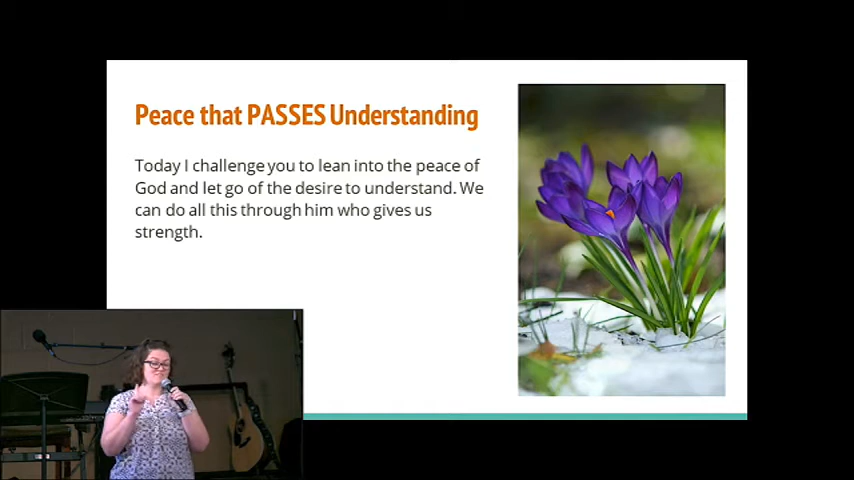 Peace that PASSES Understanding
Today I challenge you to lean into the peace of
God and let go of the desire to understand. We
can do all this through him who gives us
strength.